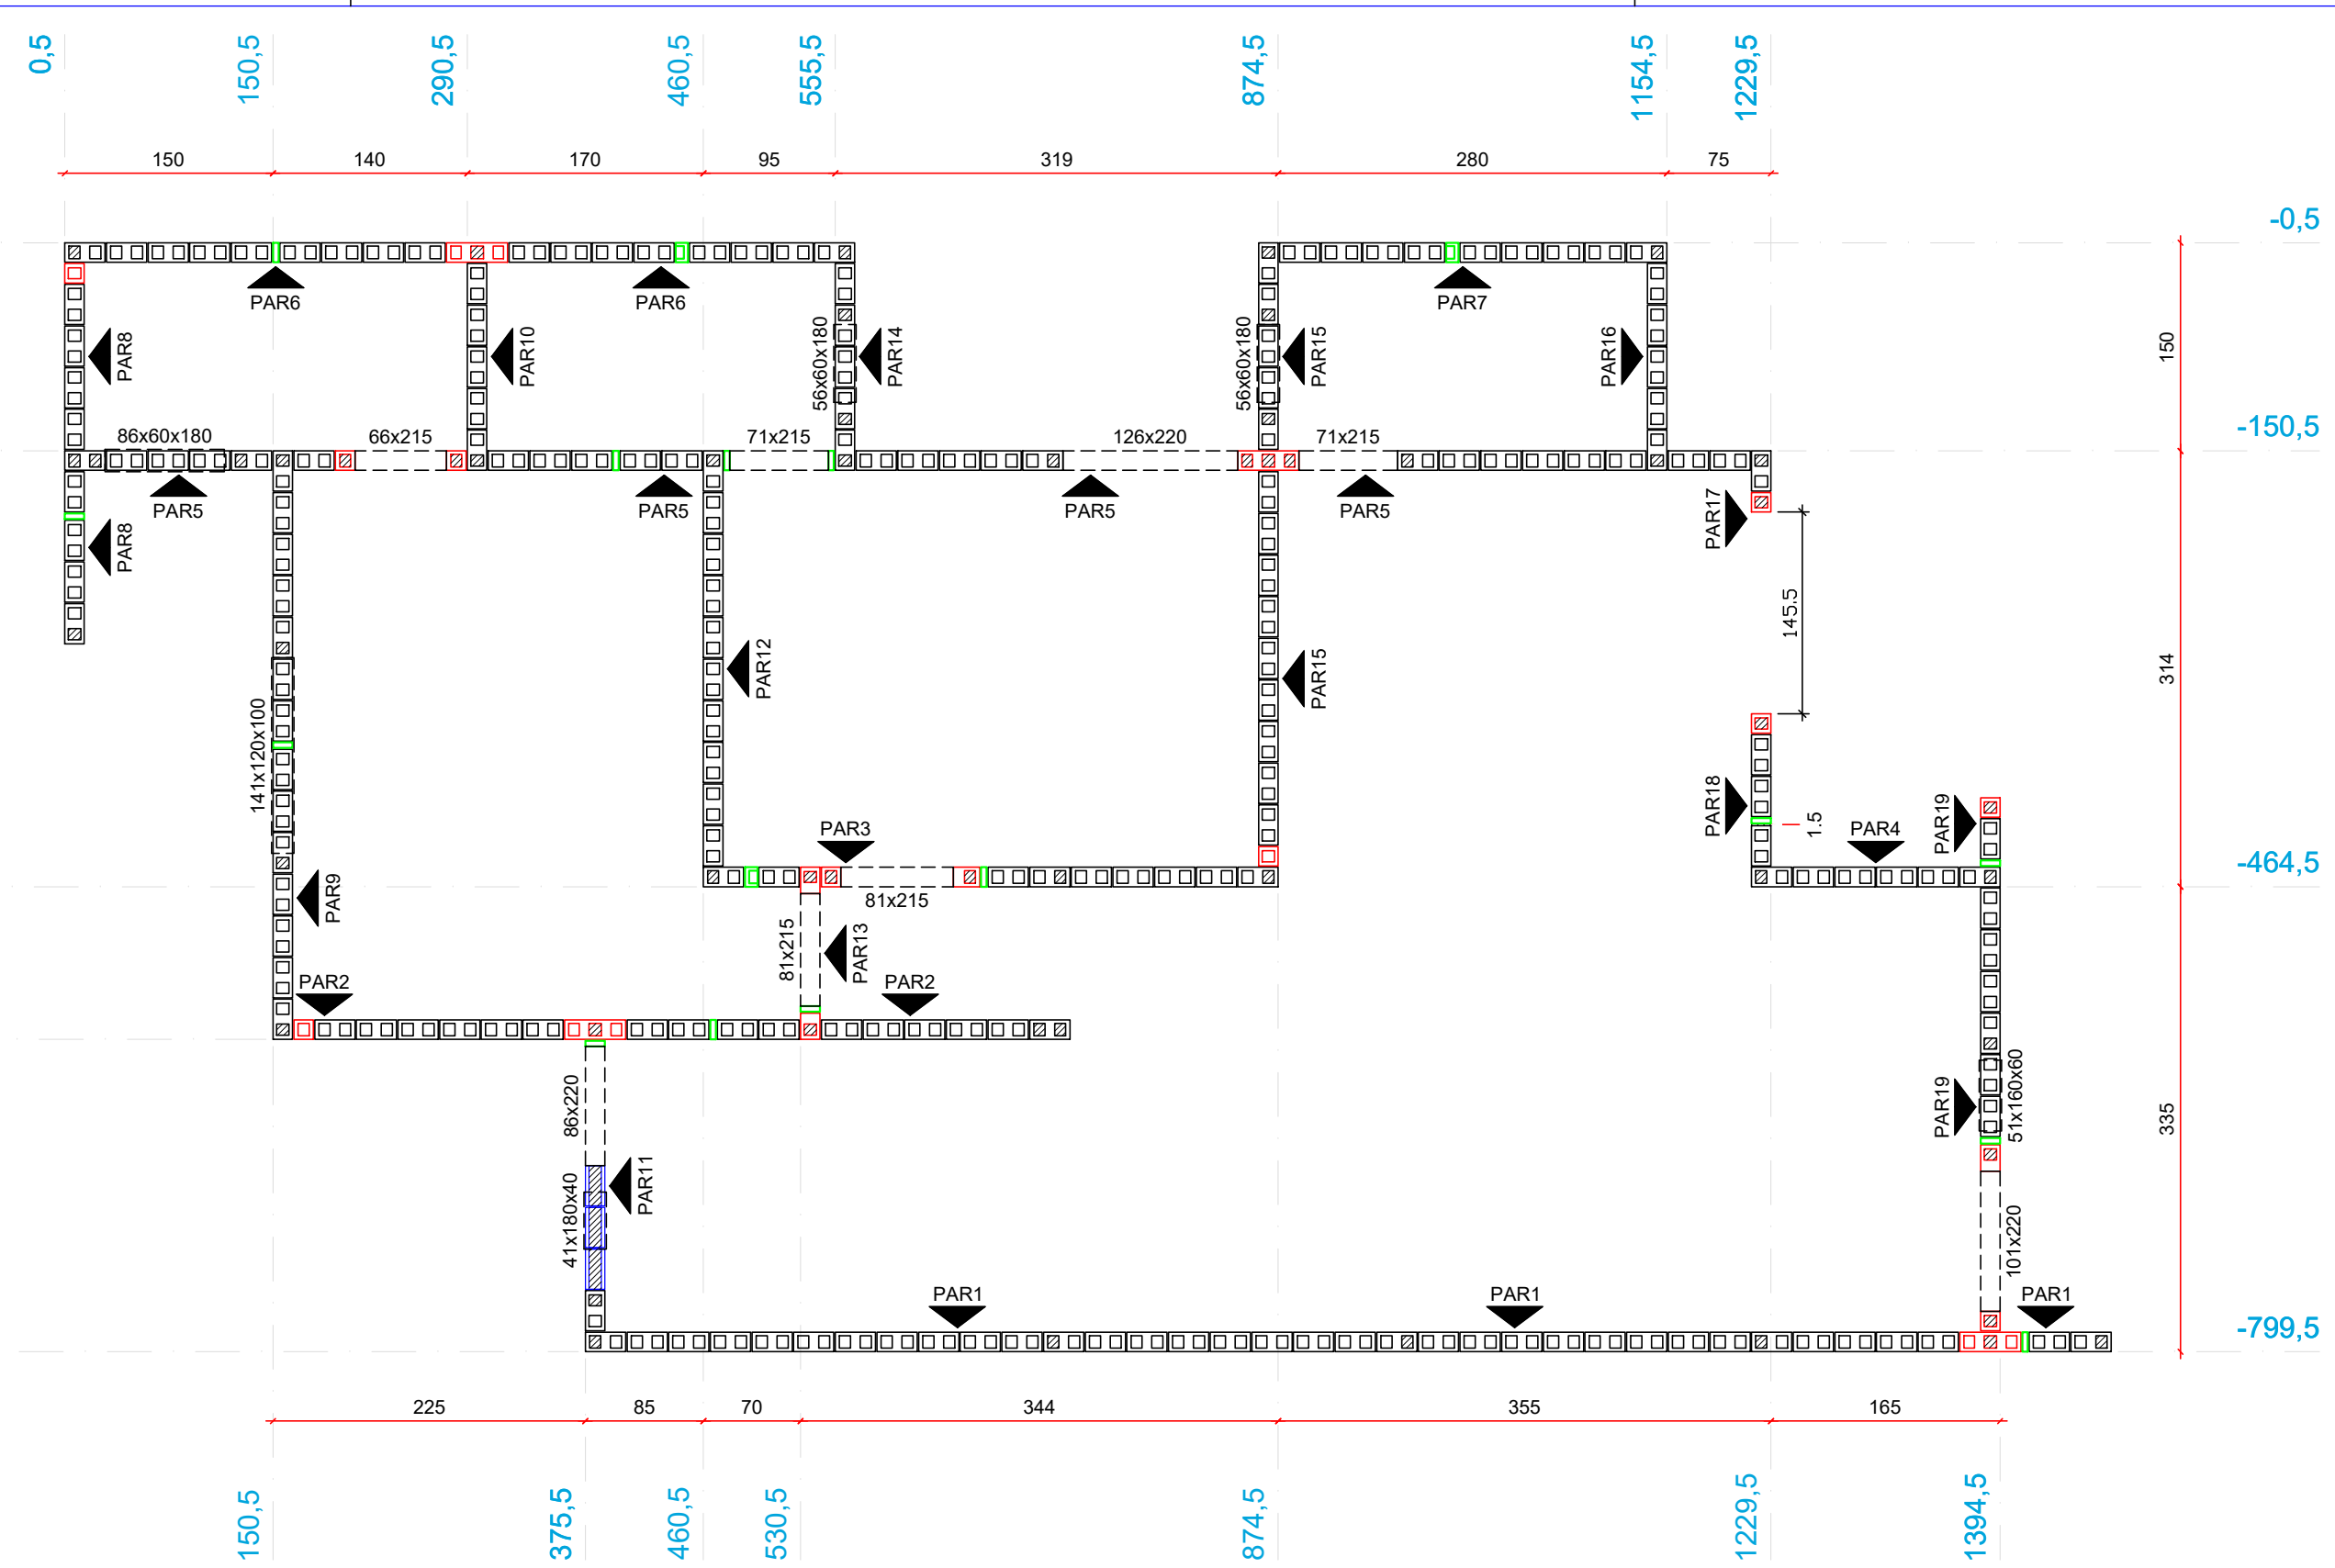 0,5
150,5
290,5
460,5
555,5
874,5
1154,5
1229,5
150
140
170
95
319
280
75
-0,5
PAR6
PAR6
PAR7
PAR8
PAR10
56x60x180
PAR14
56x60x180
PAR15
PAR16
150
86x60x180
66x215
71x215
126x220
71x215
-150,5
PAR5
PAR5
PAR5
PAR5
PAR17
PAR8
145.5
PAR12
PAR15
314
141x120x100
PAR18
1.5
PAR3
PAR4
PAR19
-464,5
PAR9
81x215
81x215
PAR13
PAR2
PAR2
86x220
PAR19
51x160x60
335
41x180x40
PAR11
101x220
PAR1
PAR1
PAR1
-799,5
225
85
70
344
355
165
150,5
375,5
460,5
530,5
874,5
1229,5
1394,5